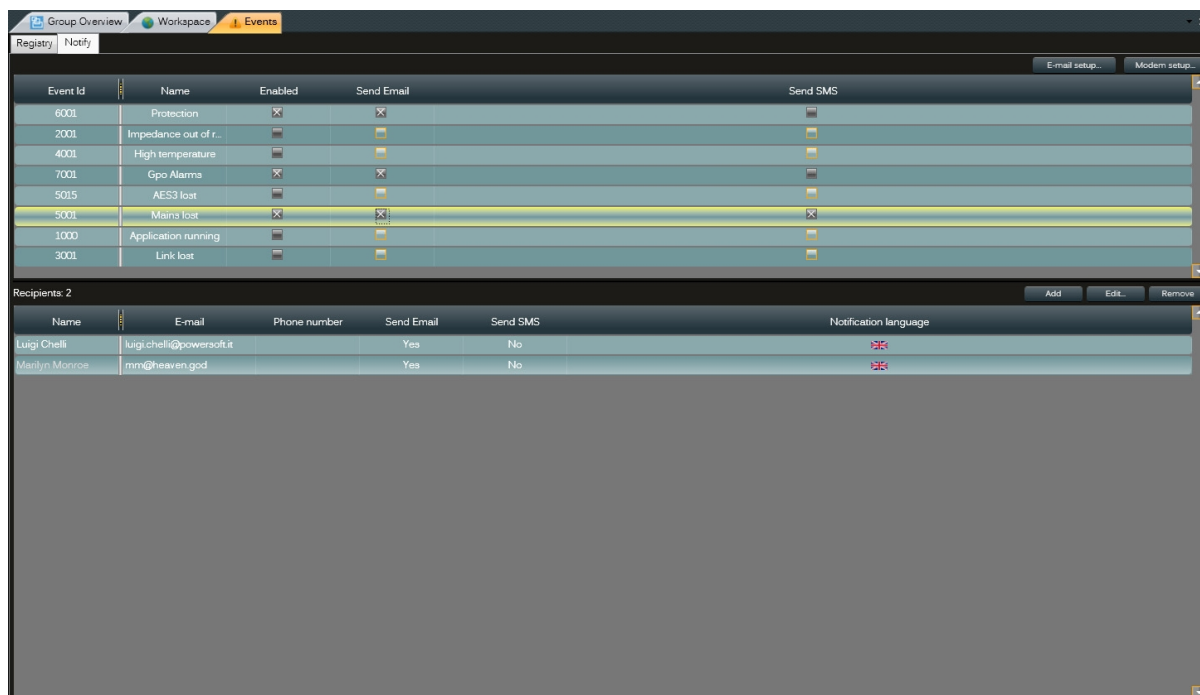 Group Overview Workspace Events
Registry Notify
E-mail setup... Modem setup...
Event Id Name Enabled Send Email Send SMS
6001 Protection
2001 Impedance out of r...
4001 High temperature
7001 Gpo Alarms
5015 AES3 lost
5001 Mains lost
1000 Application running
3001 Link lost
Recipients: 2 Add Edit... Remove
Name E-mail Phone number Send Email Send SMS Notification language
Luigi Chelli luigi.chelli@powersoft.it Yes No
Marilyn Monroe mm@heaven.god Yes No